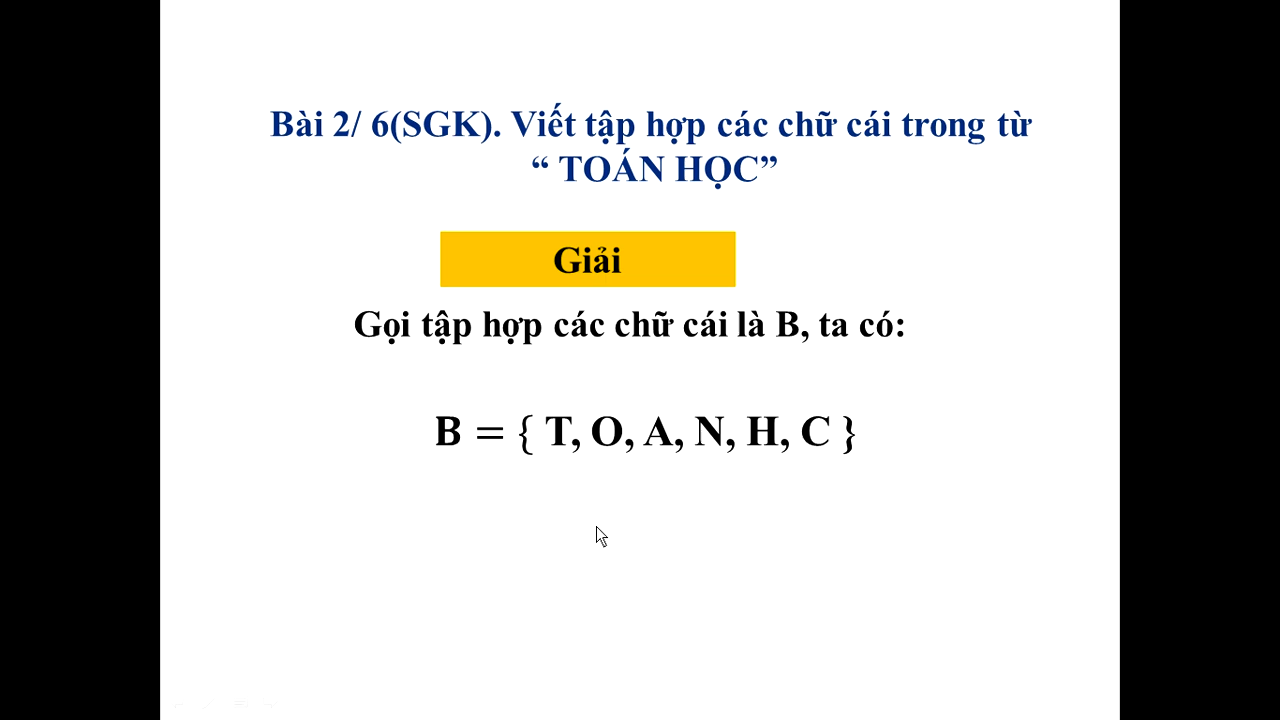 Bài 2/ 6(SGK). Viết tập hợp các chữ cái trong từ
“ TOÁN HỌC”
Giải
Gọi tập hợp các chữ cái là B, ta có:
B = { T, O, A, N, H, C }